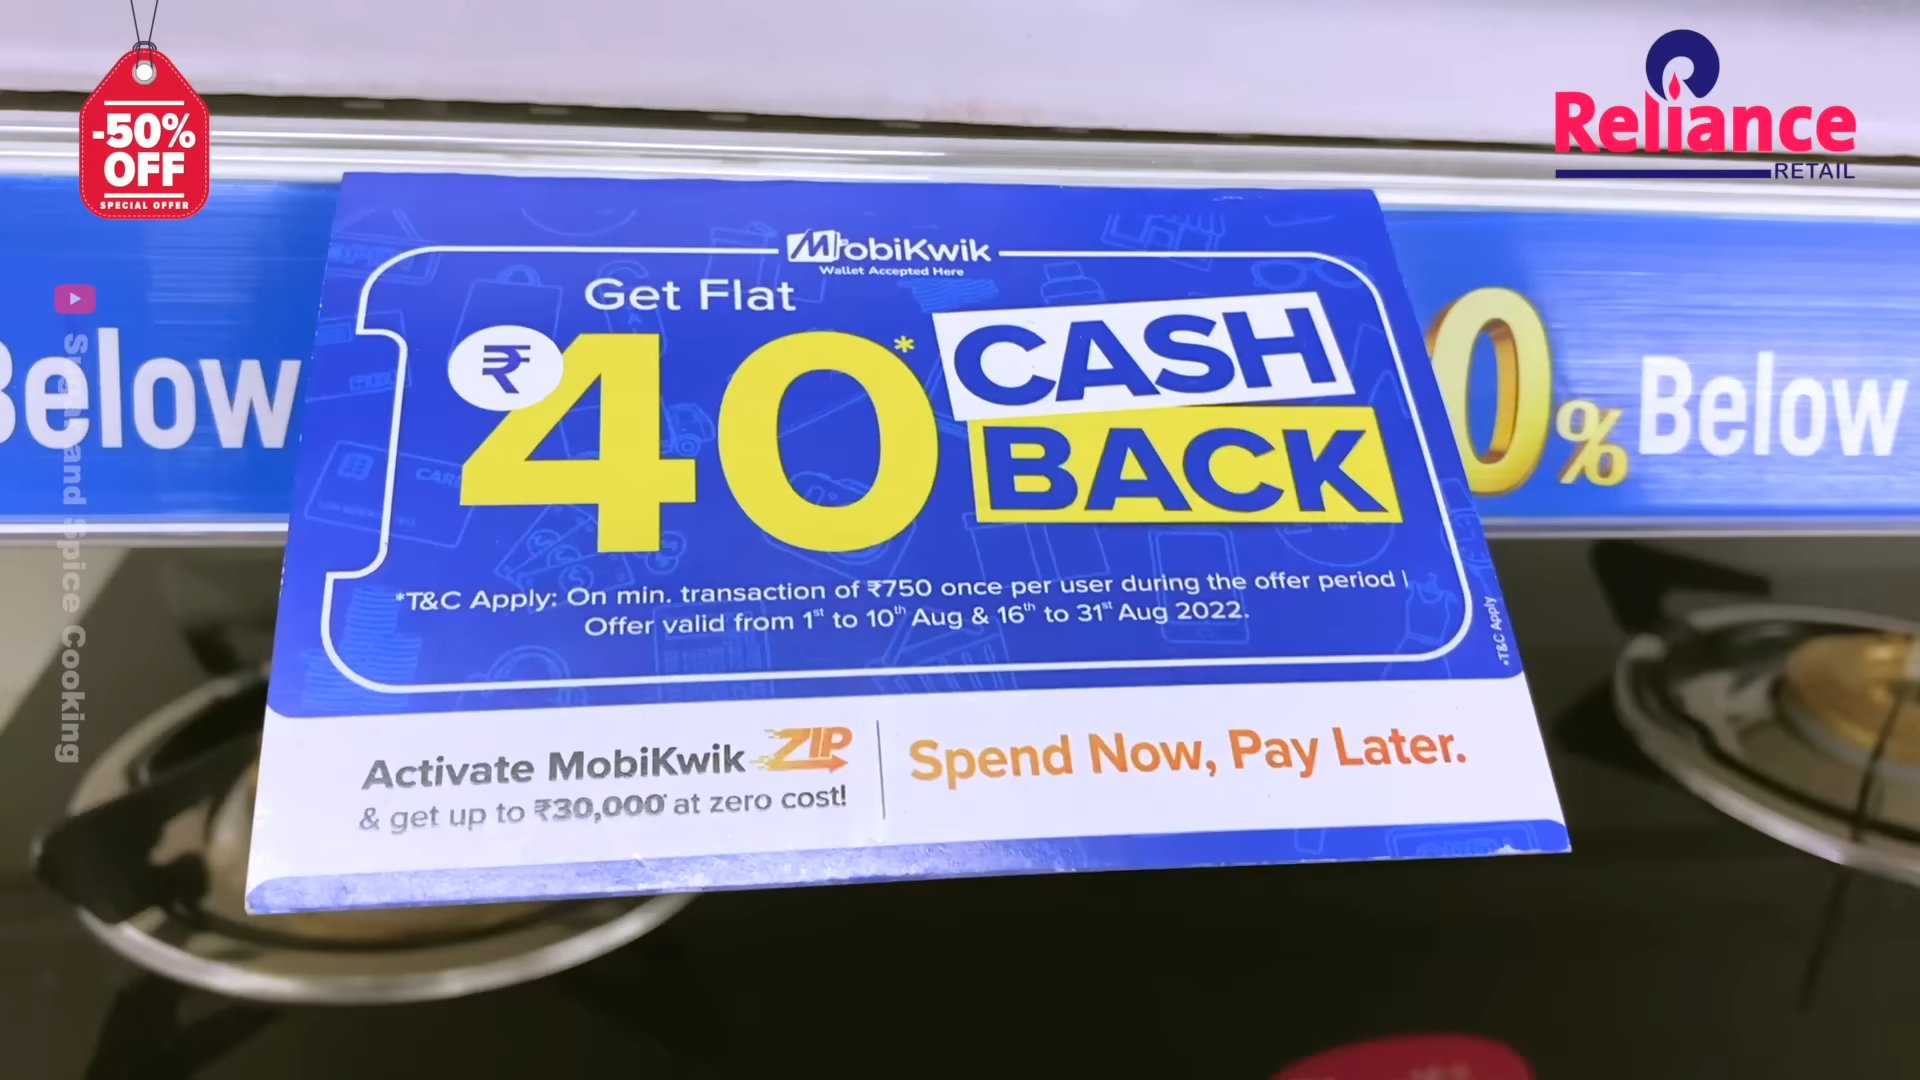 -50%
OFF
SPECIAL OFFER
Reliance
RETAIL
MobiKwik
Wallet Accepted Here
Get Flat
₹40*
CASH
BACK
*T&C Apply: On min. transaction of ₹750 once per user during the offer period |
Offer valid from 1st to 10th Aug & 16th to 31st Aug 2022.
*T&C Apply
Activate MobiKwik ZIP
& get up to ₹30,000* at zero cost!
Spend Now, Pay Later.
Below
0% Below
and Spice Cooking